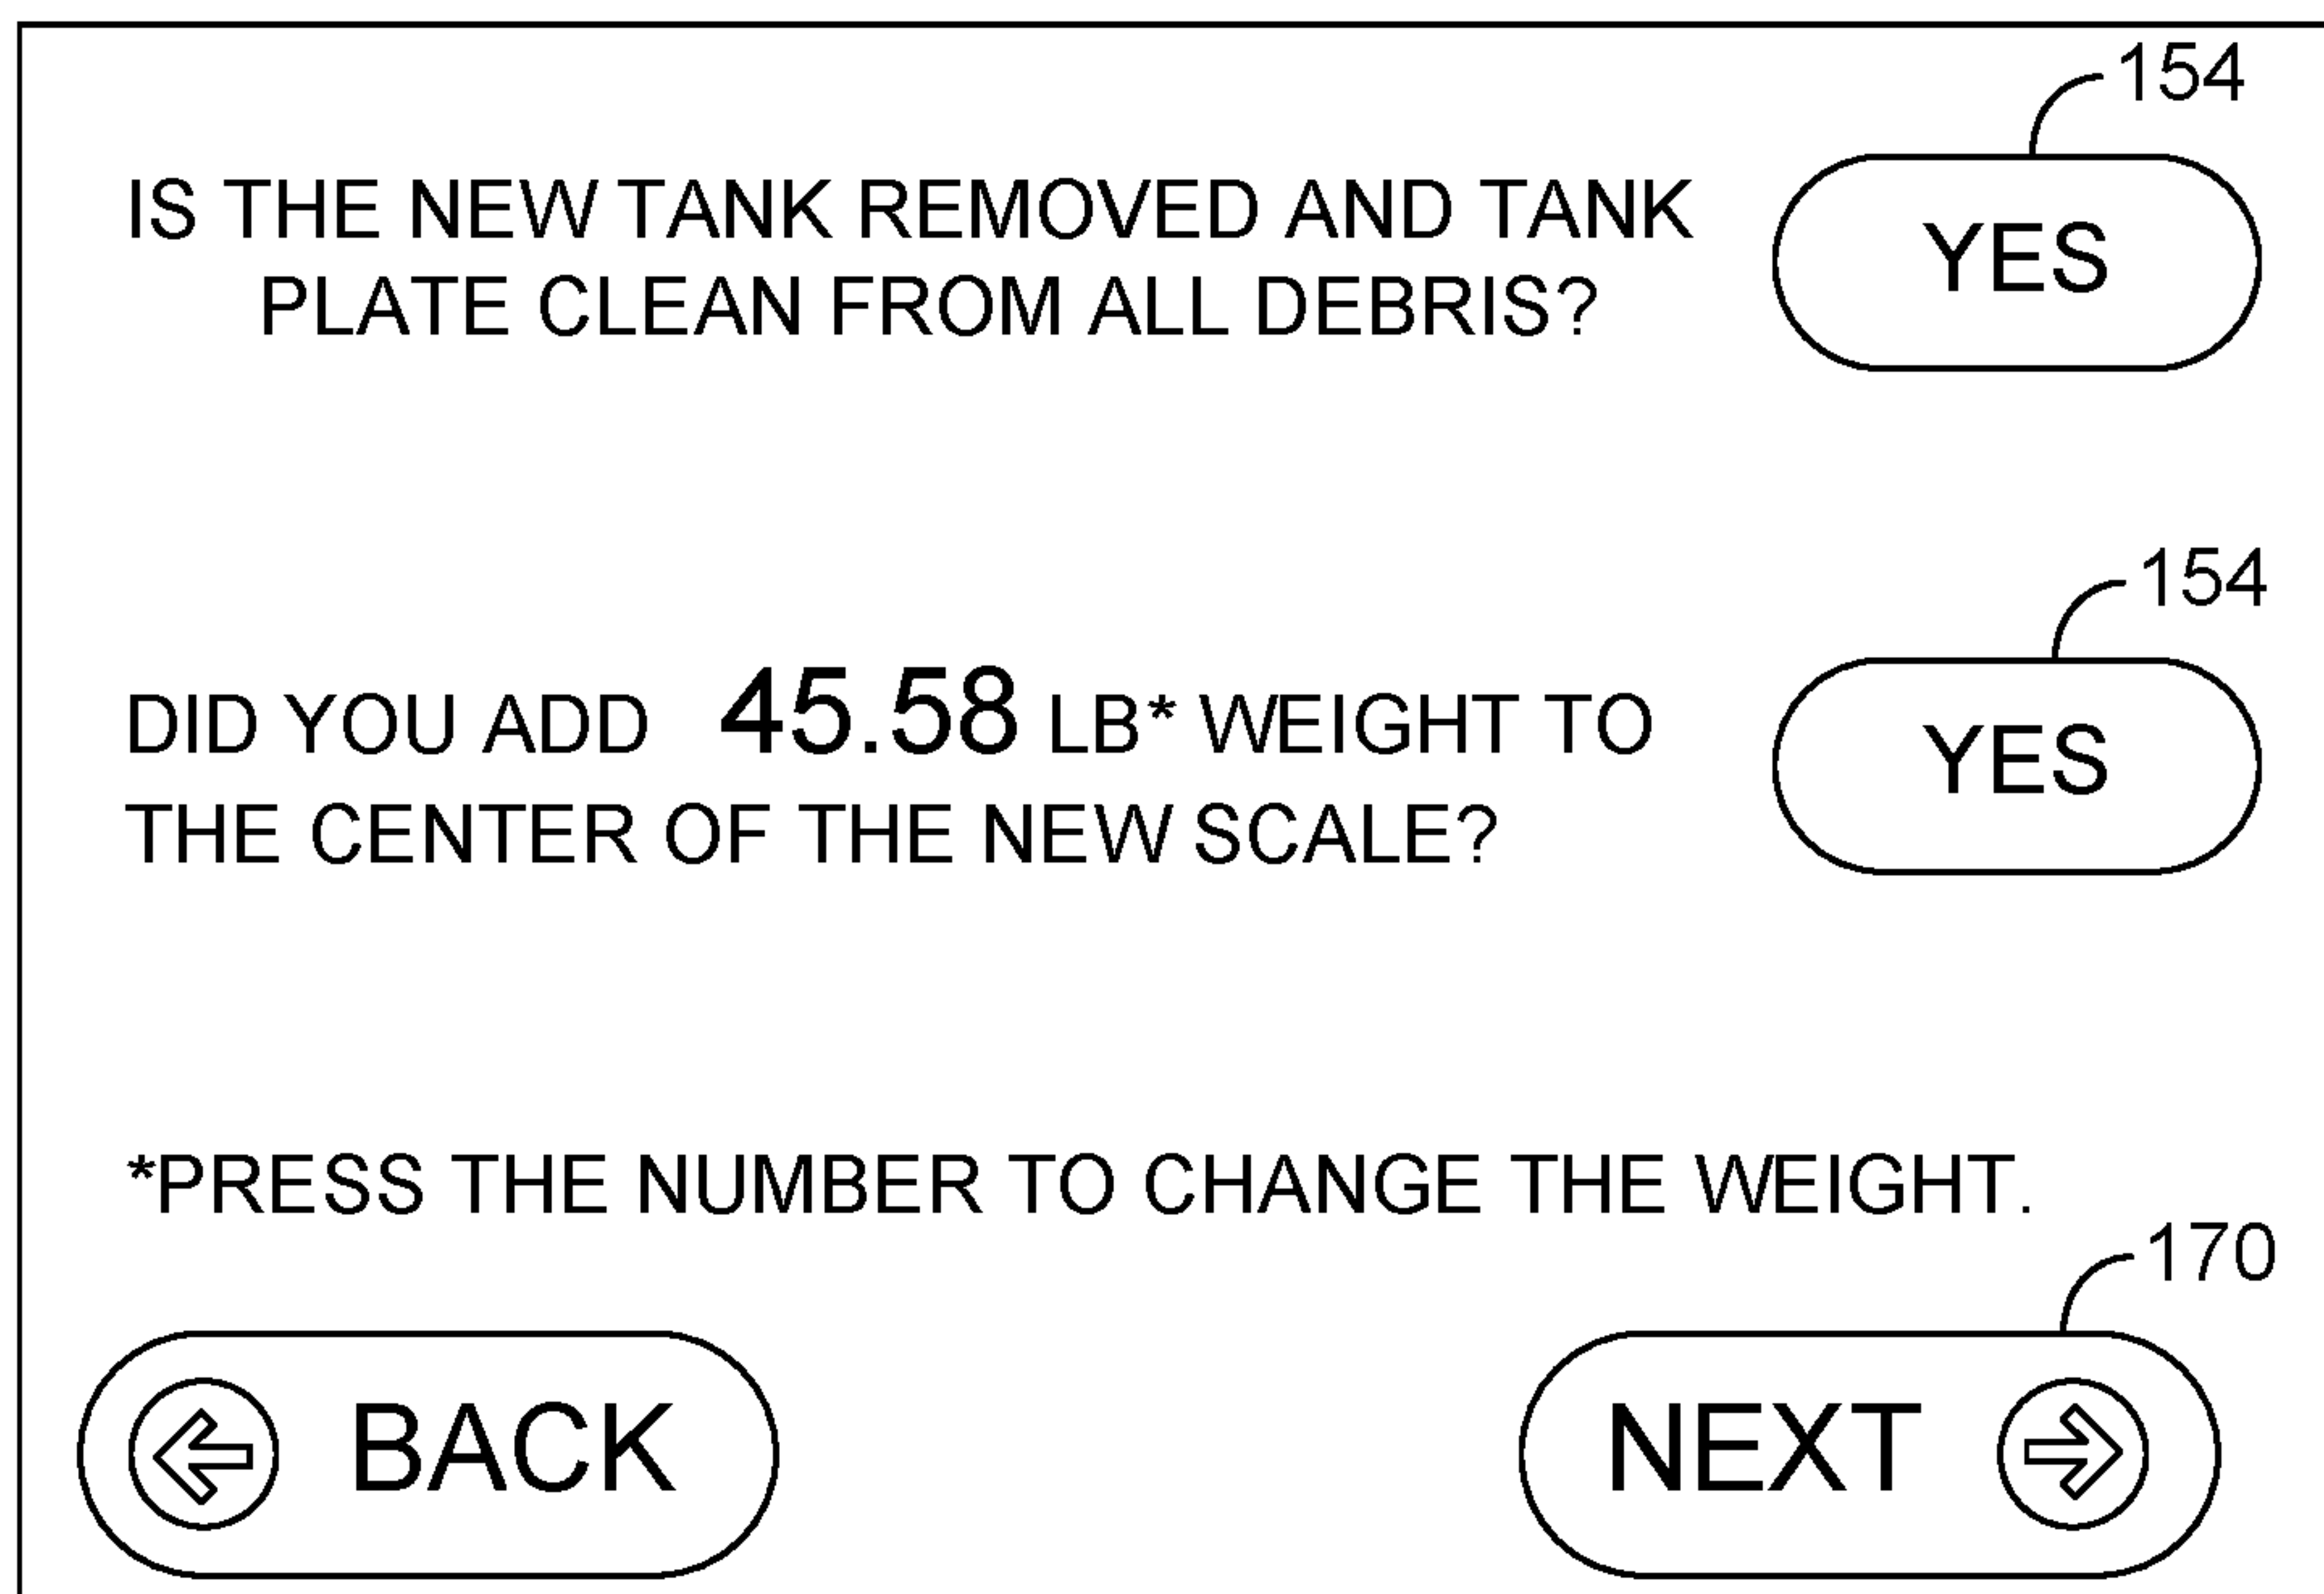 154
IS THE NEW TANK REMOVED AND TANK
PLATE CLEAN FROM ALL DEBRIS?
YES
154
DID YOU ADD 45.58 LB* WEIGHT TO
THE CENTER OF THE NEW SCALE?
YES
*PRESS THE NUMBER TO CHANGE THE WEIGHT.
170
BACK
NEXT